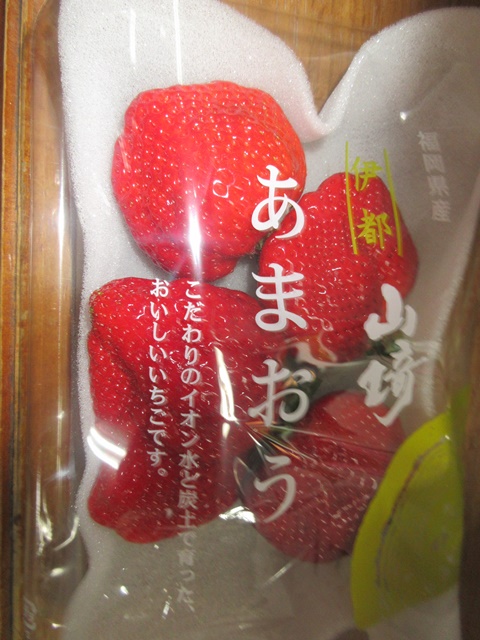 福岡県産
伊都
山崎
あまおう
こだわりのイオン水と炭土で育った、
おいしいいちごです。